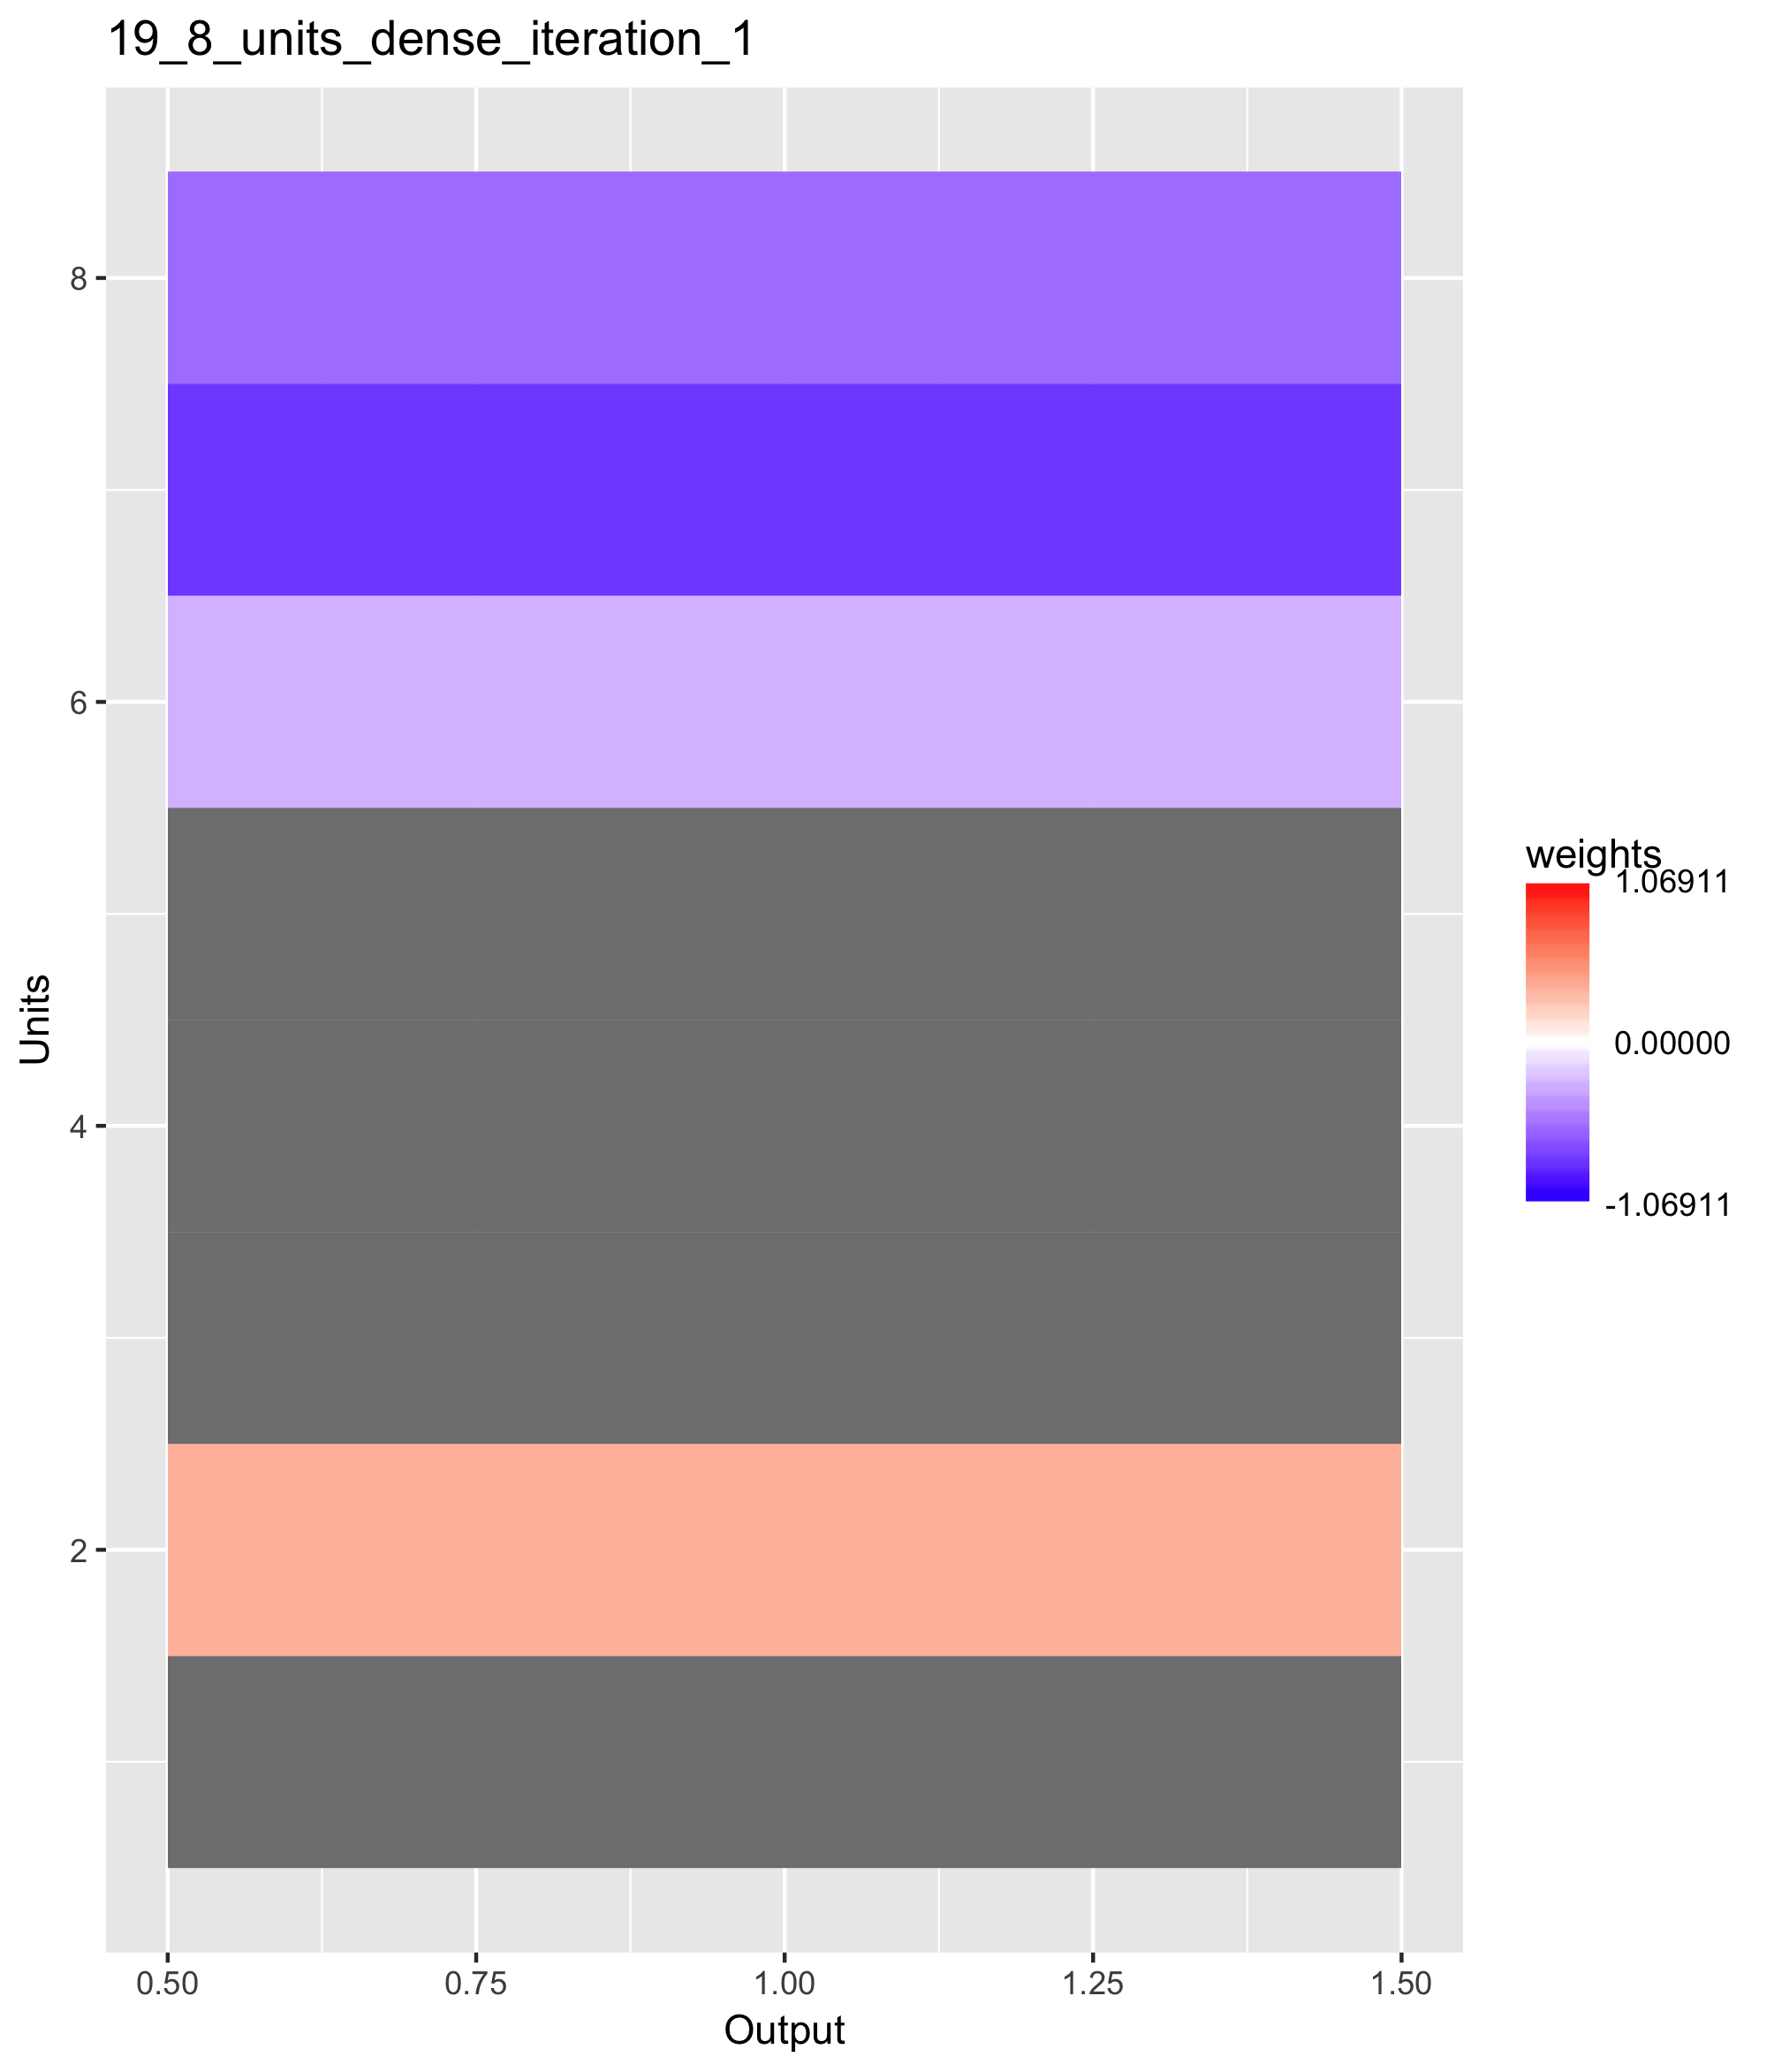 19_8_units_dense_iteration_1
8
6
4
2
Units
0.50 0.75 1.00 1.25 1.50
Output
weights
1.06911
0.00000
-1.06911